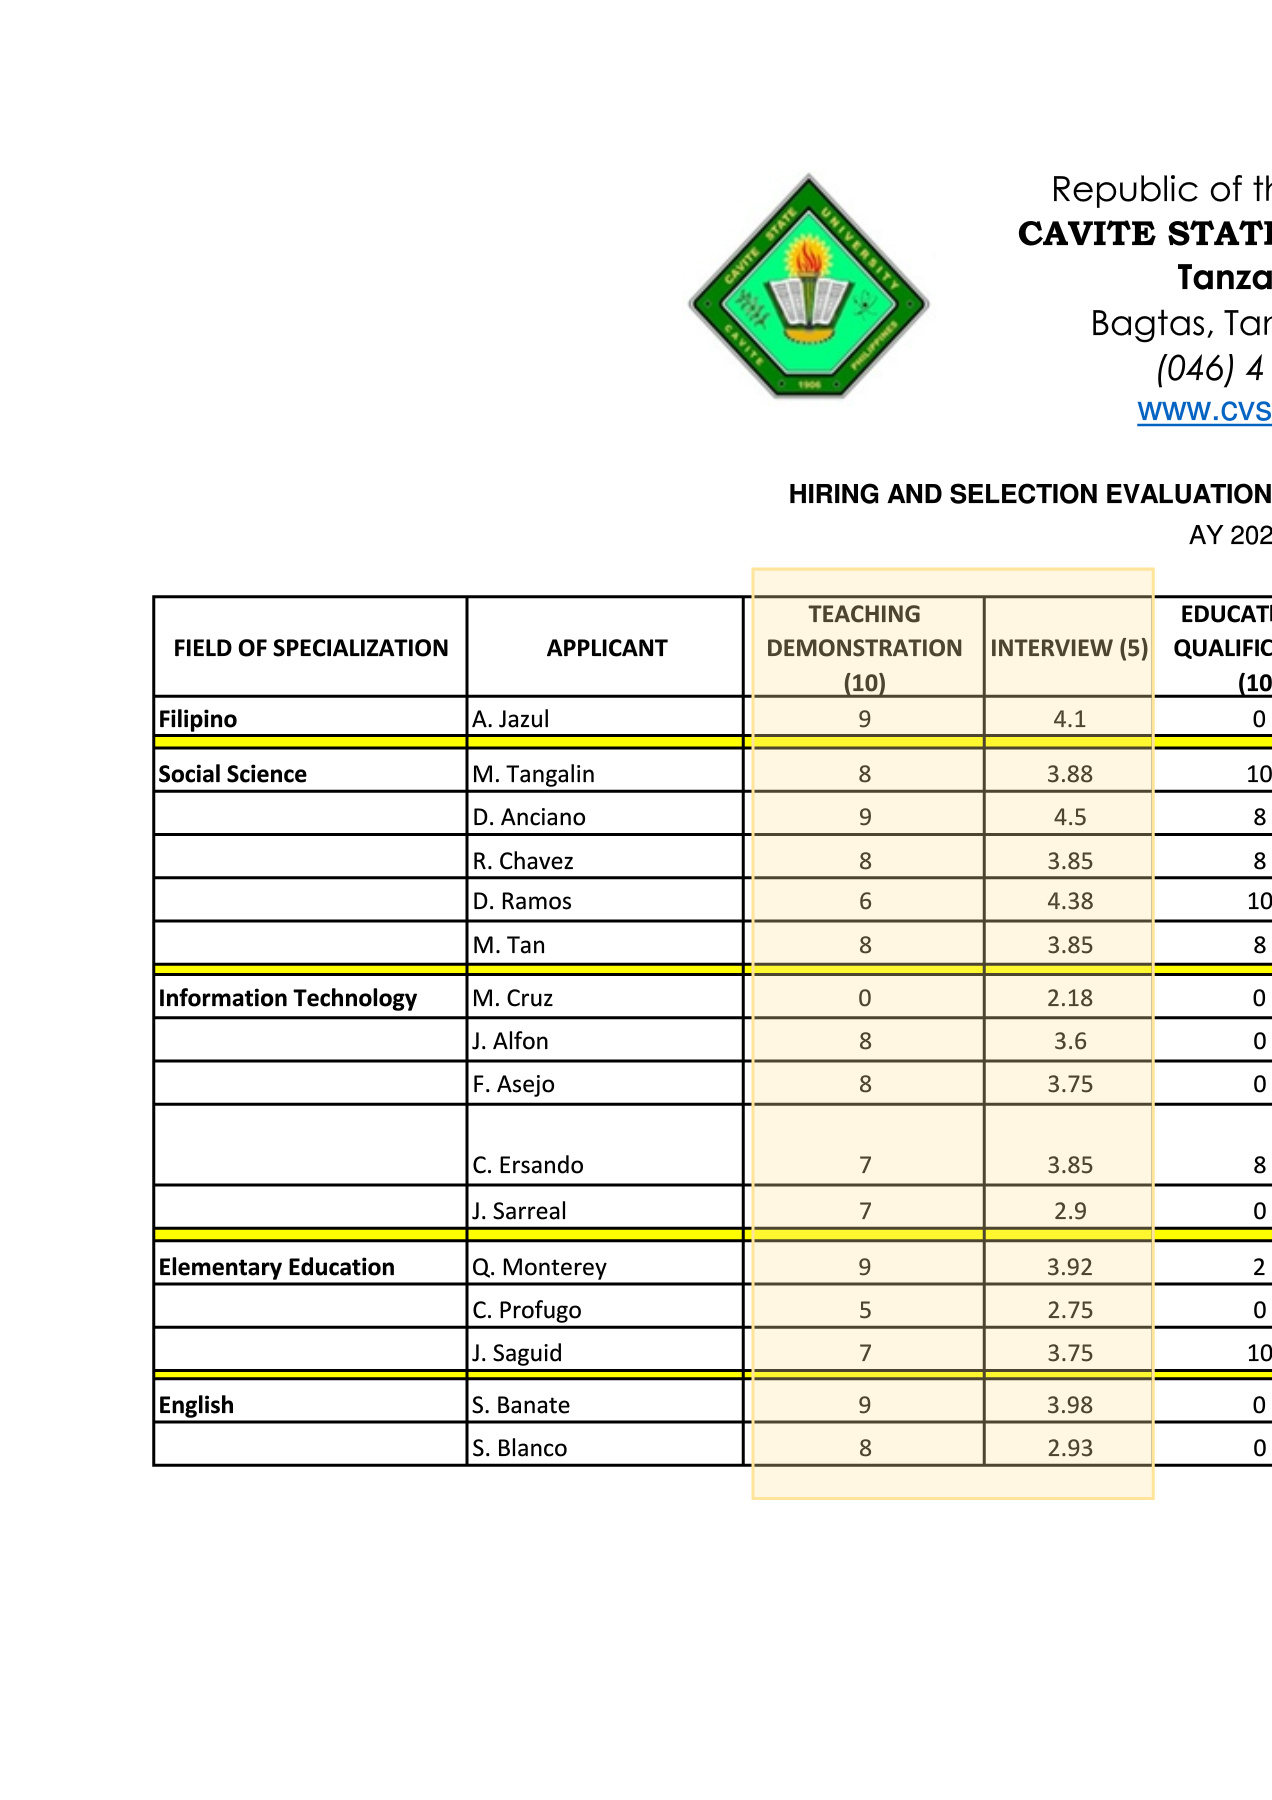 CAVITE STATE UNIVERSITY
CAVITE
PHILIPPINES
1906
Republic of th
CAVITE STATE
Tanza
Bagtas, Tan
(046) 4
www.cvs
HIRING AND SELECTION EVALUATION
AY 202
FIELD OF SPECIALIZATION APPLICANT TEACHING DEMONSTRATION (10) INTERVIEW (5) EDUCATI QUALIFIC (10
Filipino A. Jazul 9 4.1 0
Social Science M. Tangalin 8 3.88 10
D. Anciano 9 4.5 8
R. Chavez 8 3.85 8
D. Ramos 6 4.38 10
M. Tan 8 3.85 8
Information Technology M. Cruz 0 2.18 0
J. Alfon 8 3.6 0
F. Asejo 8 3.75 0
C. Ersando 7 3.85 8
J. Sarreal 7 2.9 0
Elementary Education Q. Monterey 9 3.92 2
C. Profugo 5 2.75 0
J. Saguid 7 3.75 10
English S. Banate 9 3.98 0
S. Blanco 8 2.93 0